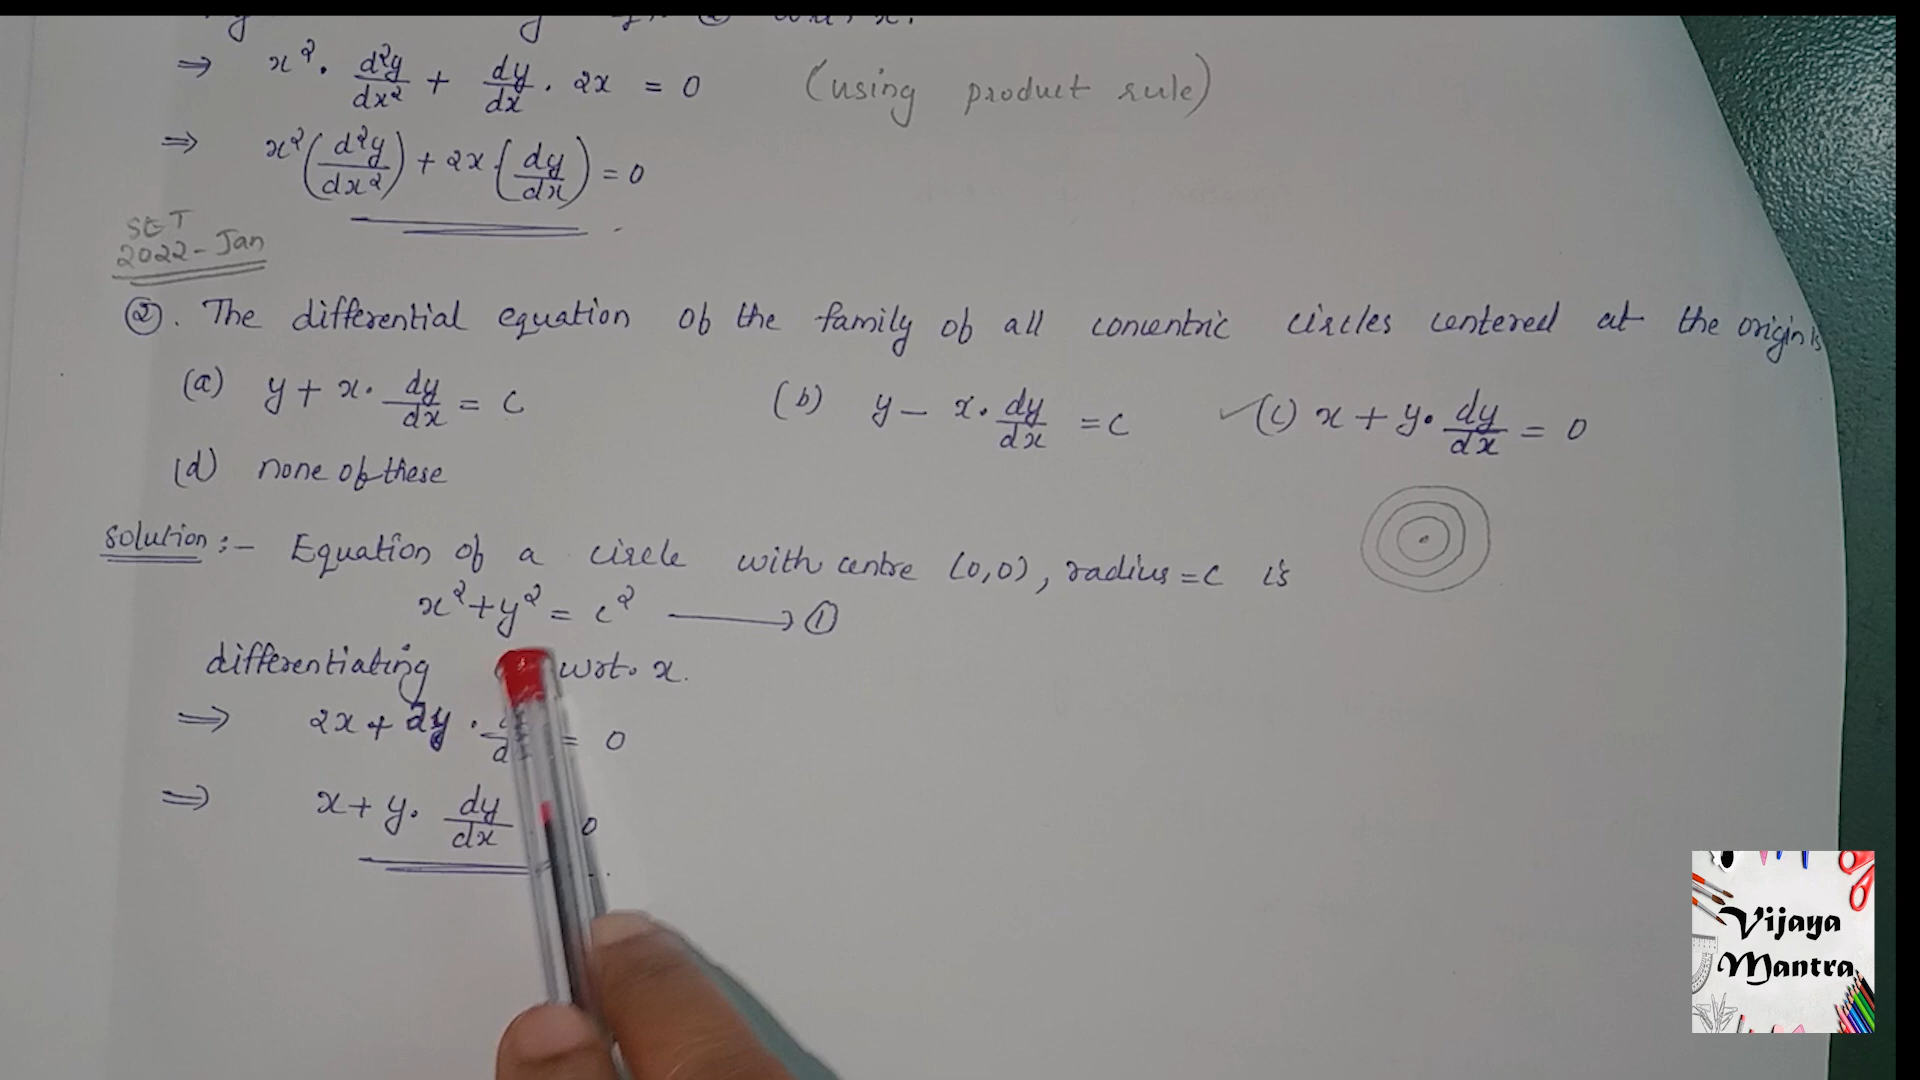 ⇒ x². d²y/dx² + dy/dx . 2x = 0 (using product rule)
⇒ x²(d²y/dx²) + 2x.(dy/dx) = 0
SET
2022-Jan
②. The differential equation of the family of all concentric circles centered at the origin is
(a) y + x. dy/dx = c (b) y – x. dy/dx = c ✓(c) x + y. dy/dx = 0
(d) none of these
Solution :- Equation of a circle with centre (0,0), radius = c is
x² + y² = c² ⟶ ①
differentiating wrt. x.
⇒ 2x + 2y . = 0
⇒ x + y. dy/dx 0
Vijaya
Mantra